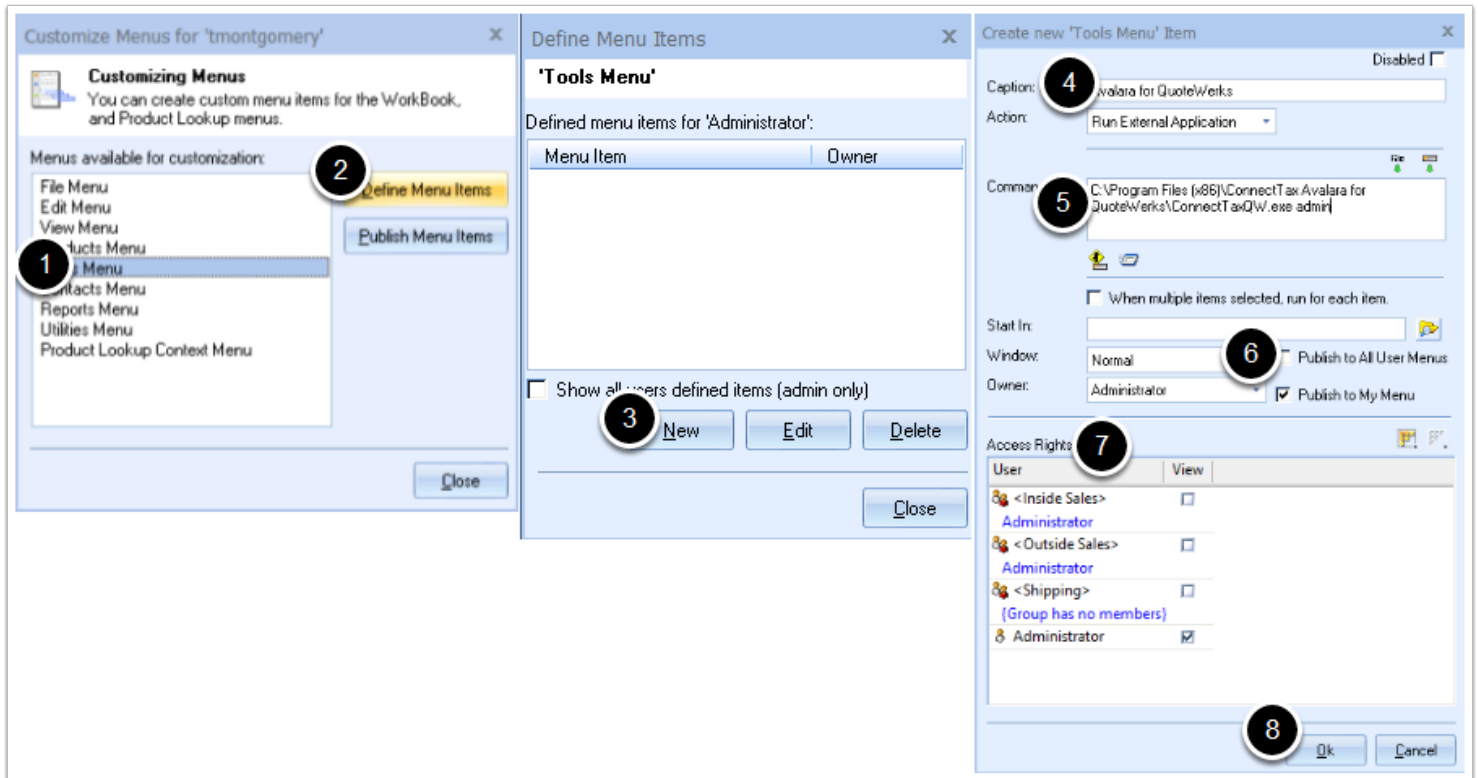 Customize Menus for 'tmontgomery'
Customizing Menus
You can create custom menu items for the WorkBook,
and Product Lookup menus.
Menus available for customization:
File Menu
Edit Menu
View Menu
ducts Menu
Menu
ntacts Menu
Reports Menu
Utilities Menu
Product Lookup Context Menu
1
2
Define Menu Items
Publish Menu Items
Close
Define Menu Items
'Tools Menu'
Defined menu items for 'Administrator':
Menu Item Owner
Show all users defined items (admin only)
3
New Edit Delete
Close
Create new 'Tools Menu' Item
Disabled
Caption: 4 valara for QuoteWerks
Action: Run External Application
Comman 5 C:\Program Files (x86)\ConnectTax.Avalara for
QuoteWerks\ConnectTaxQW.exe admin
When multiple items selected, run for each item.
Start In:
Window: Normal 6 Publish to All User Menus
Owner: Administrator Publish to My Menu
Access Rights 7
User View
<Inside Sales>
Administrator
<Outside Sales>
Administrator
<Shipping>
{Group has no members}
Administrator
8
Ok Cancel